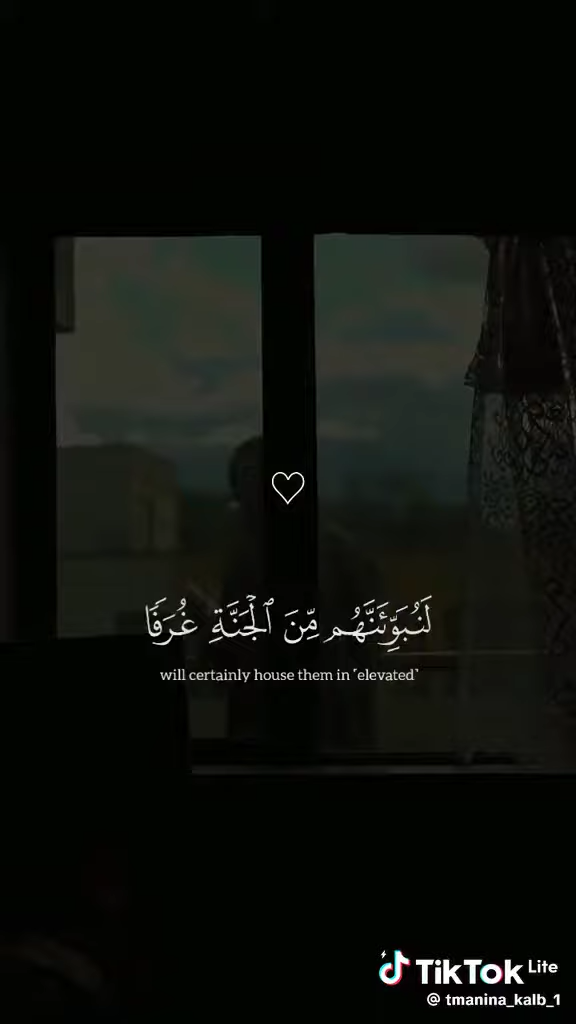 لَنُبَوِّئَنَّهُم مِّنَ ٱلْجَنَّةِ غُرَفًا
will certainly house them in ˹elevated˺
TikTok Lite
@ tmanina_kalb_1